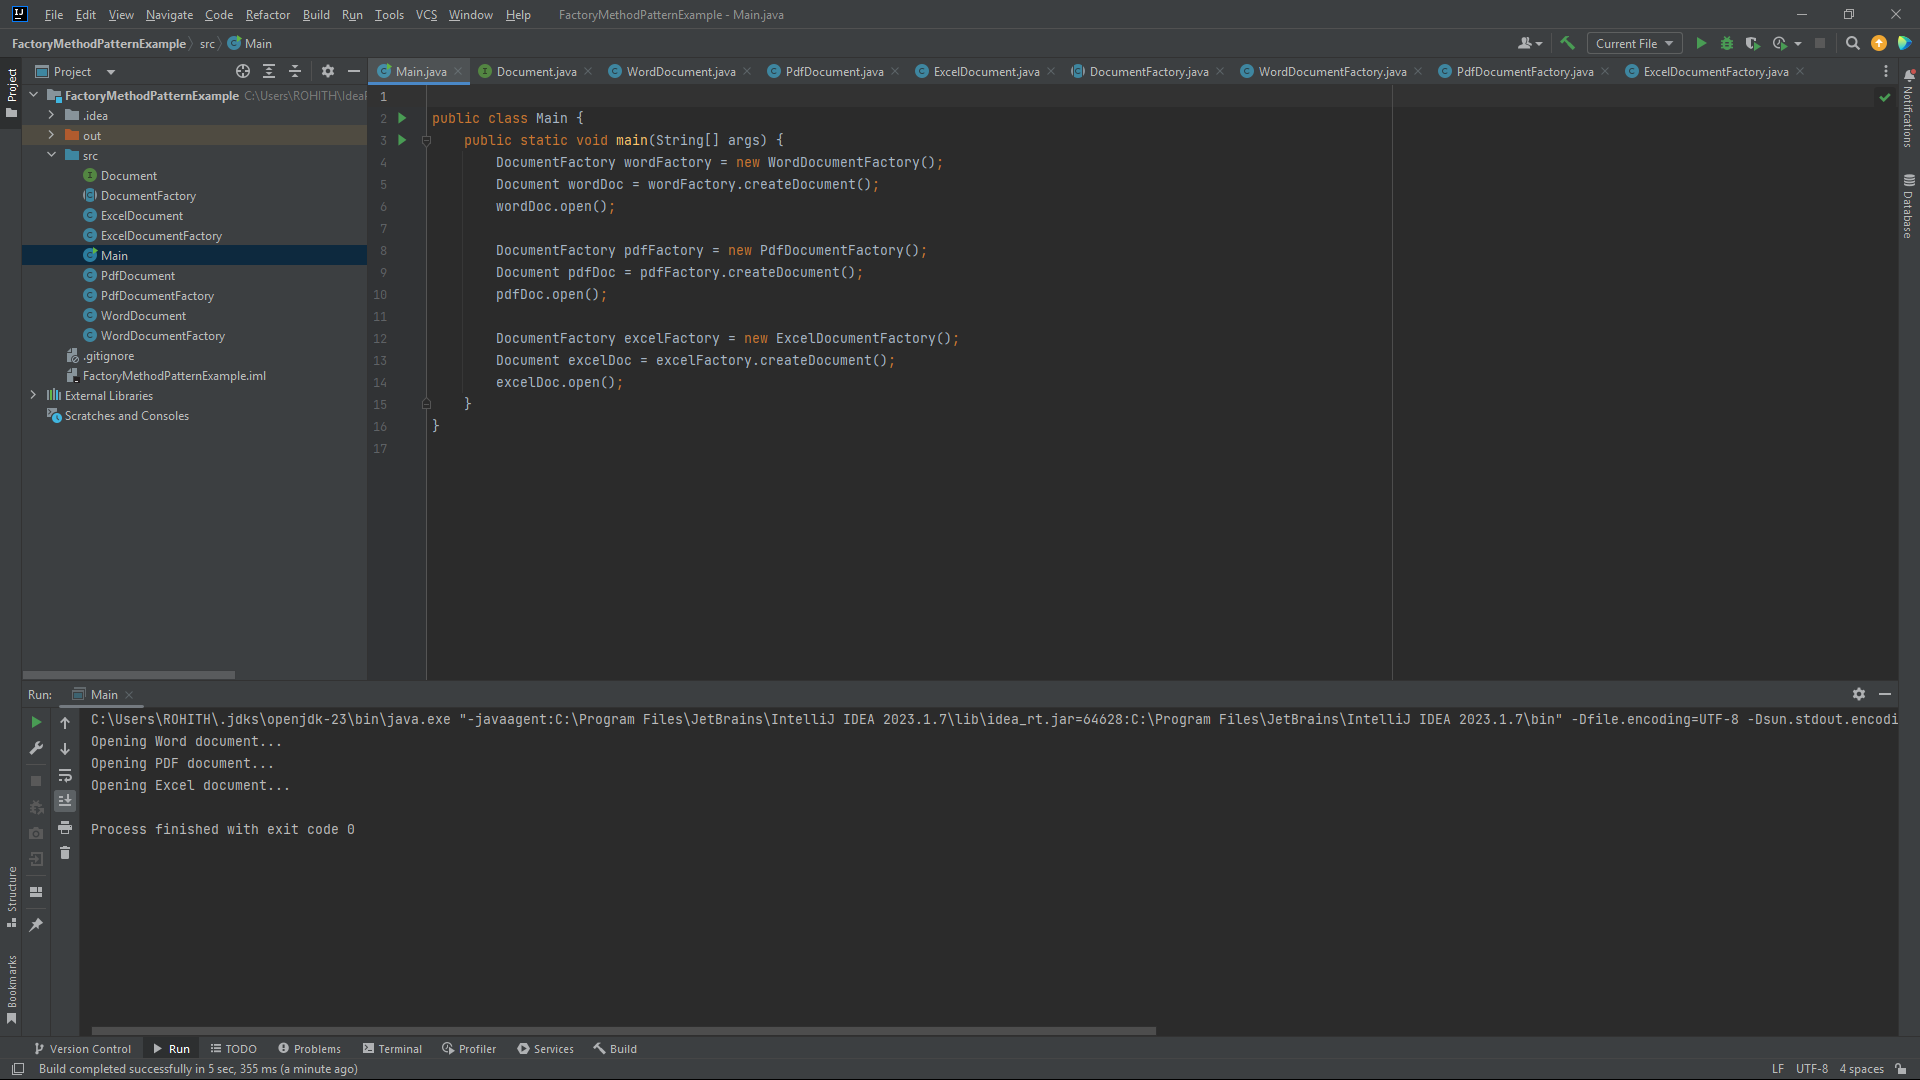 File Edit View Navigate Code Refactor Build Run Tools VCS Window Help FactoryMethodPatternExample - Main.java
FactoryMethodPatternExample src Main
Current File
Project
Main.java Document.java WordDocument.java PdfDocument.java ExcelDocument.java DocumentFactory.java WordDocumentFactory.java PdfDocumentFactory.java ExcelDocumentFactory.java
Project
FactoryMethodPatternExample C:\Users\ROHITH\Idea
.idea
out
src
Document
DocumentFactory
ExcelDocument
ExcelDocumentFactory
Main
PdfDocument
PdfDocumentFactory
WordDocument
WordDocumentFactory
.gitignore
FactoryMethodPatternExample.iml
External Libraries
Scratches and Consoles
1
2 public class Main {
3 public static void main(String[] args) {
4 DocumentFactory wordFactory = new WordDocumentFactory();
5 Document wordDoc = wordFactory.createDocument();
6 wordDoc.open();
7
8 DocumentFactory pdfFactory = new PdfDocumentFactory();
9 Document pdfDoc = pdfFactory.createDocument();
10 pdfDoc.open();
11
12 DocumentFactory excelFactory = new ExcelDocumentFactory();
13 Document excelDoc = excelFactory.createDocument();
14 excelDoc.open();
15 }
16 }
17
Notifications
Database
Run: Main
C:\Users\ROHITH\.jdks\openjdk-23\bin\java.exe "-javaagent:C:\Program Files\JetBrains\IntelliJ IDEA 2023.1.7\lib\idea_rt.jar=64628:C:\Program Files\JetBrains\IntelliJ IDEA 2023.1.7\bin" -Dfile.encoding=UTF-8 -Dsun.stdout.encodi
Opening Word document...
Opening PDF document...
Opening Excel document...
Process finished with exit code 0
Structure
Bookmarks
Version Control Run TODO Problems Terminal Profiler Services Build
Build completed successfully in 5 sec, 355 ms (a minute ago)
LF UTF-8 4 spaces